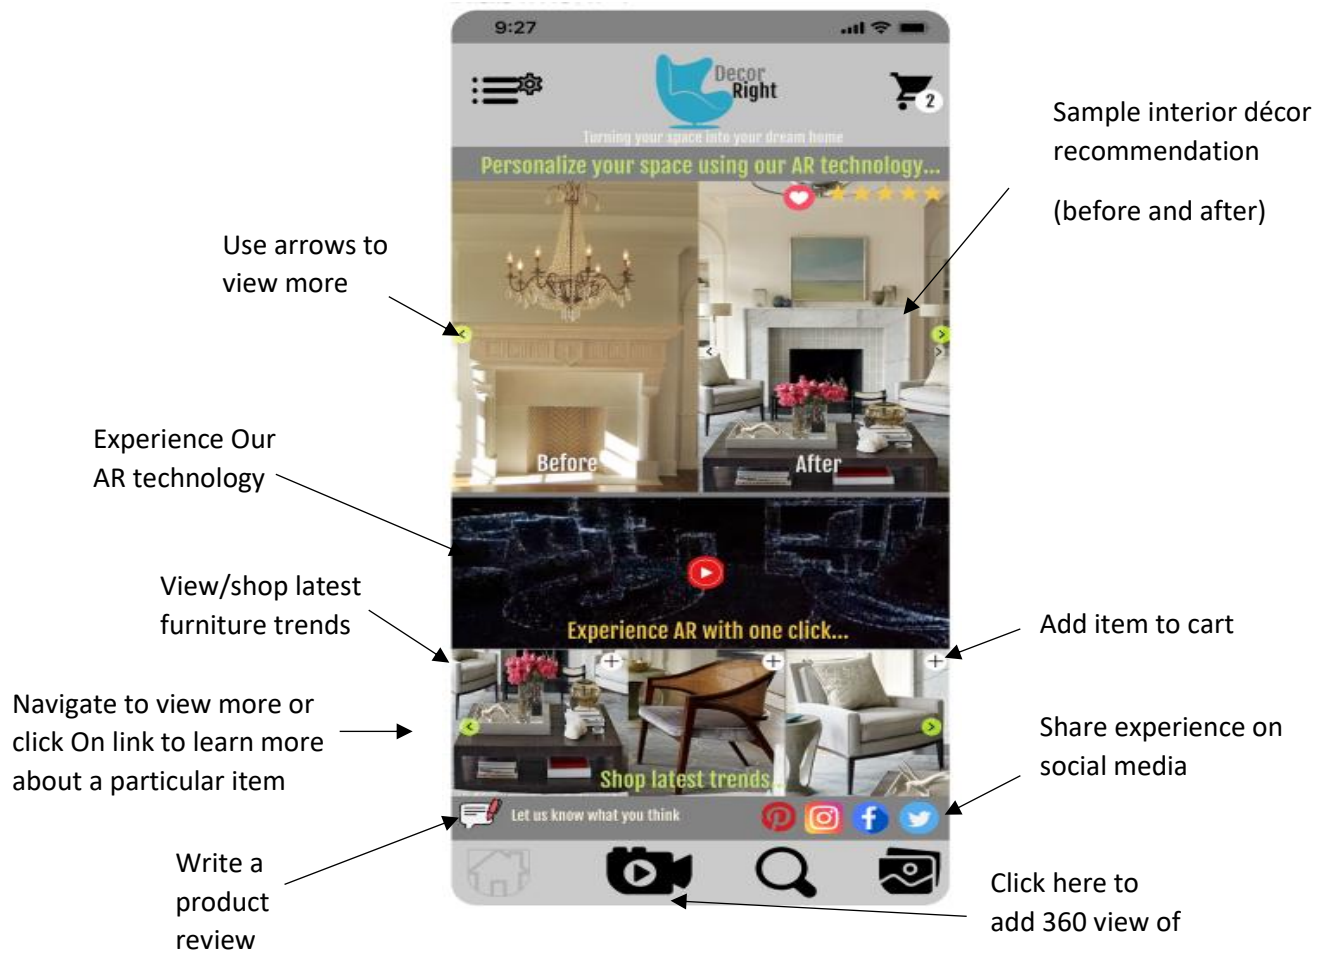 9:27
Decor
Right
2
Turning your space into your dream home
Personalize your space using our AR technology...
Sample interior décor
recommendation
(before and after)
Use arrows to
view more
Before
After
Experience Our
AR technology
Experience AR with one click...
View/shop latest
furniture trends
Add item to cart
Navigate to view more or
click On link to learn more
about a particular item
Shop latest trends...
Share experience on
social media
Let us know what you think
Write a
product
review
Click here to
add 360 view of